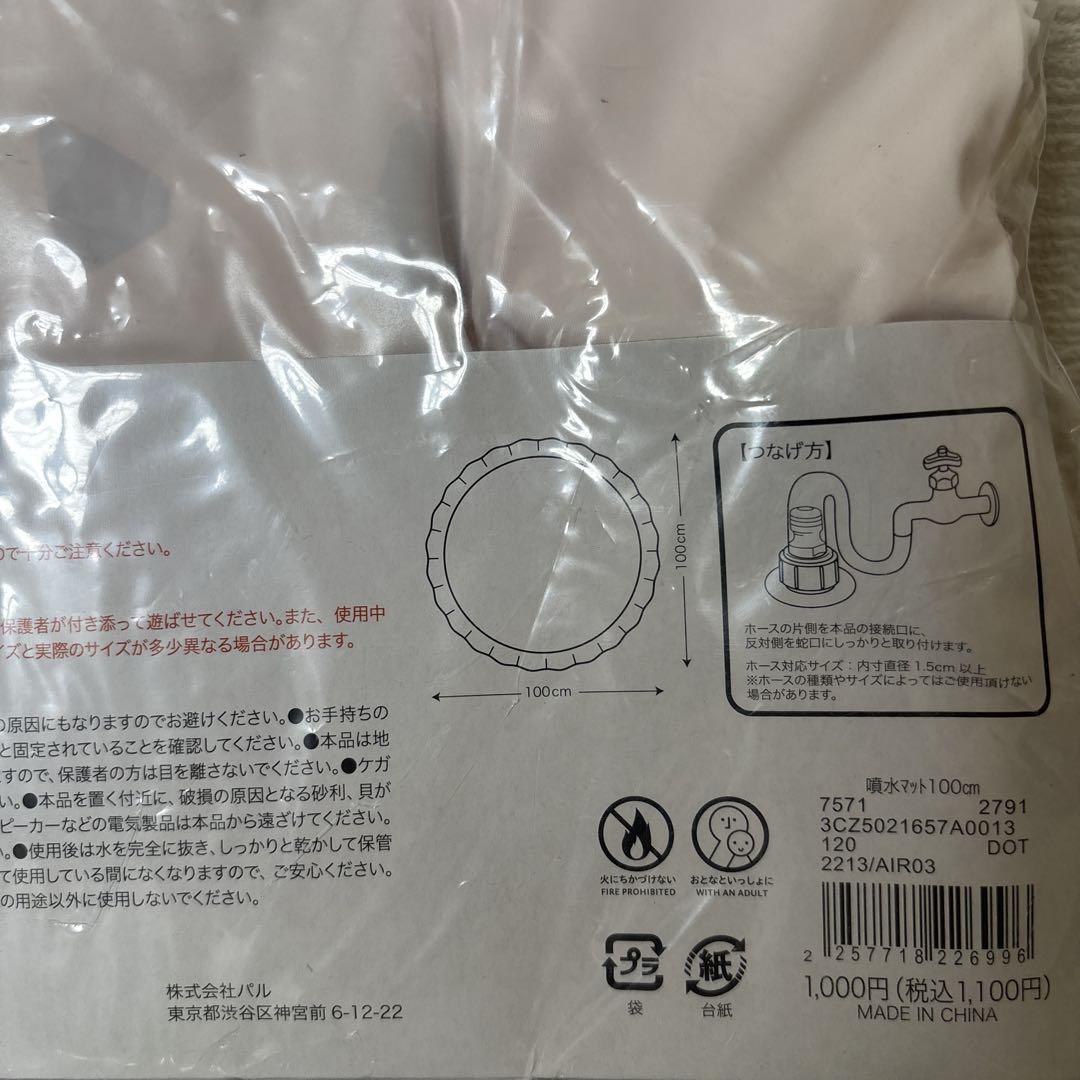 ので十分ご注意ください。
保護者が付き添って遊ばせてください。また、使用中
イズと実際のサイズが多少異なる場合があります。
の原因にもなりますのでお避けください。●お手持ちの
と固定されていることを確認してください。●本品は地
ますので、保護者の方は目を離さないでください。●ケガ
い。●本品を置く付近に、破損の原因となる砂利、貝が
ピーカーなどの電気製品は本品から遠ざけてください。
い。●使用後は水を完全に抜き、しっかりと乾かして保管
て使用している間になくなりますので、ご安心ください。
の用途以外に使用しないでください。
株式会社パル
東京都渋谷区神宮前 6-12-22
100cm
100cm
【つなげ方】
ホースの片側を本品の接続口に、
反対側を蛇口にしっかりと取り付けます。
ホース対応サイズ：内寸直径 1.5cm 以上
※ホースの種類やサイズによってはご使用頂けない
場合があります。
火にちかづけない
FIRE PROHIBITED
おとなといっしょに
WITH AN ADULT
プラ
袋
紙
台紙
噴水マット100cm
7571 2791
3CZ5021657A0013
120 DOT
2213/AIR03
2 257718 226996
1,000円(税込1,100円)
MADE IN CHINA